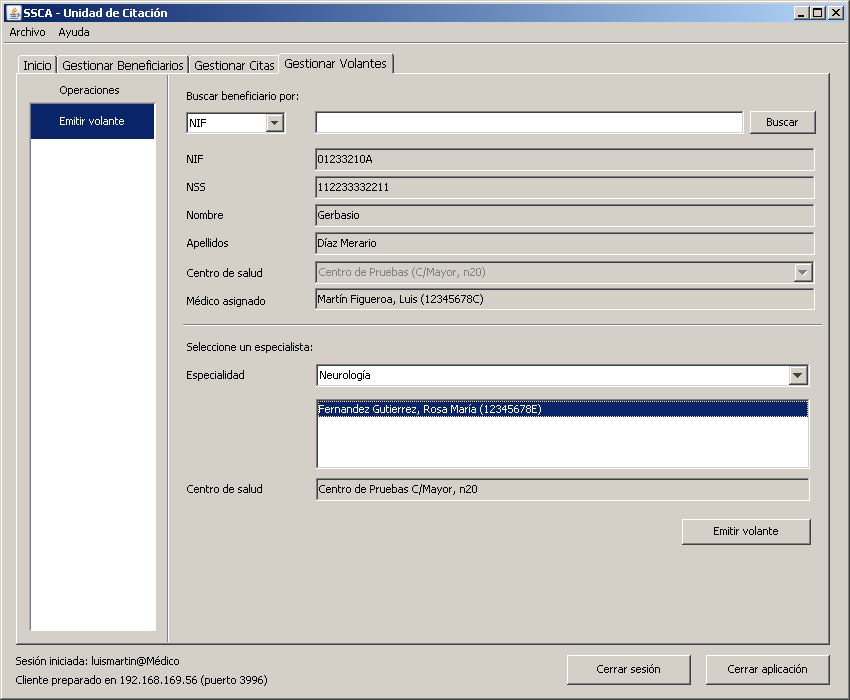 SSCA - Unidad de Citación
Archivo Ayuda
Inicio Gestionar Beneficiarios Gestionar Citas Gestionar Volantes
Operaciones
Emitir volante
Buscar beneficiario por:
NIF Buscar
NIF 01233210A
NSS 112233332211
Nombre Gerbasio
Apellidos Díaz Merario
Centro de salud Centro de Pruebas (C/Mayor, n20)
Médico asignado Martín Figueroa, Luis (12345678C)
Seleccione un especialista:
Especialidad Neurología
Fernandez Gutierrez, Rosa María (12345678E)
Centro de salud Centro de Pruebas C/Mayor, n20
Emitir volante
Sesión iniciada: luismartin@Médico
Cliente preparado en 192.168.169.56 (puerto 3996)
Cerrar sesión Cerrar aplicación